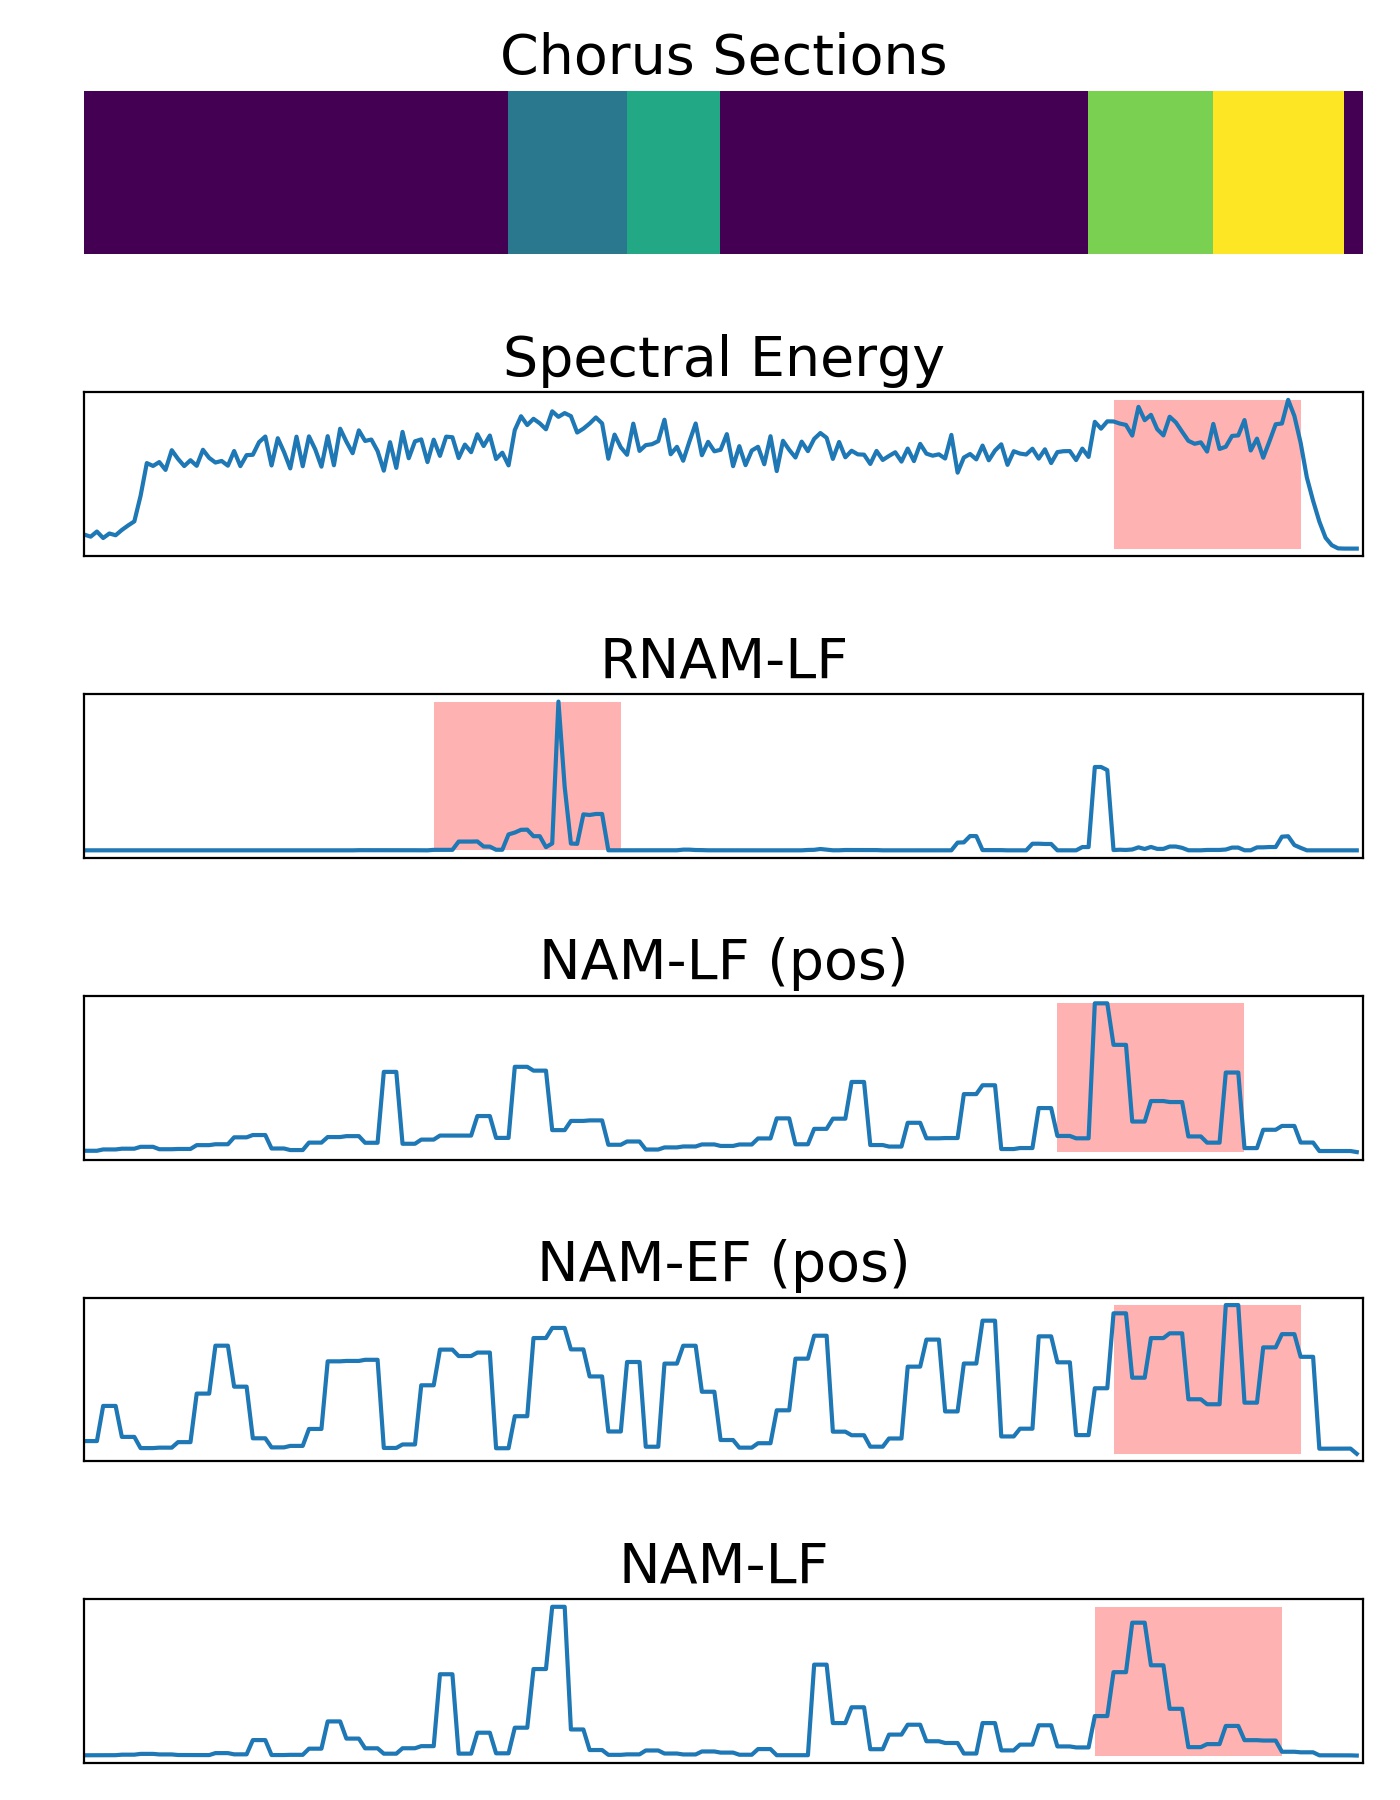 Chorus Sections
Spectral Energy
RNAM-LF
NAM-LF (pos)
NAM-EF (pos)
NAM-LF